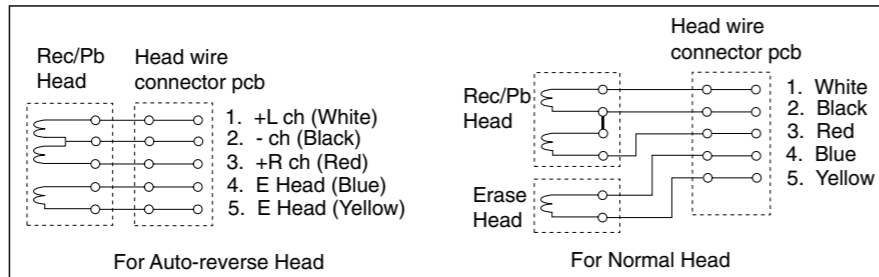 Rec/Pb
Head
Head wire
connector pcb
1. +L ch (White)
2. - ch (Black)
3. +R ch (Red)
4. E Head (Blue)
5. E Head (Yellow)
For Auto-reverse Head
Head wire
connector pcb
Rec/Pb
Head
1. White
2. Black
3. Red
4. Blue
5. Yellow
Erase
Head
For Normal Head